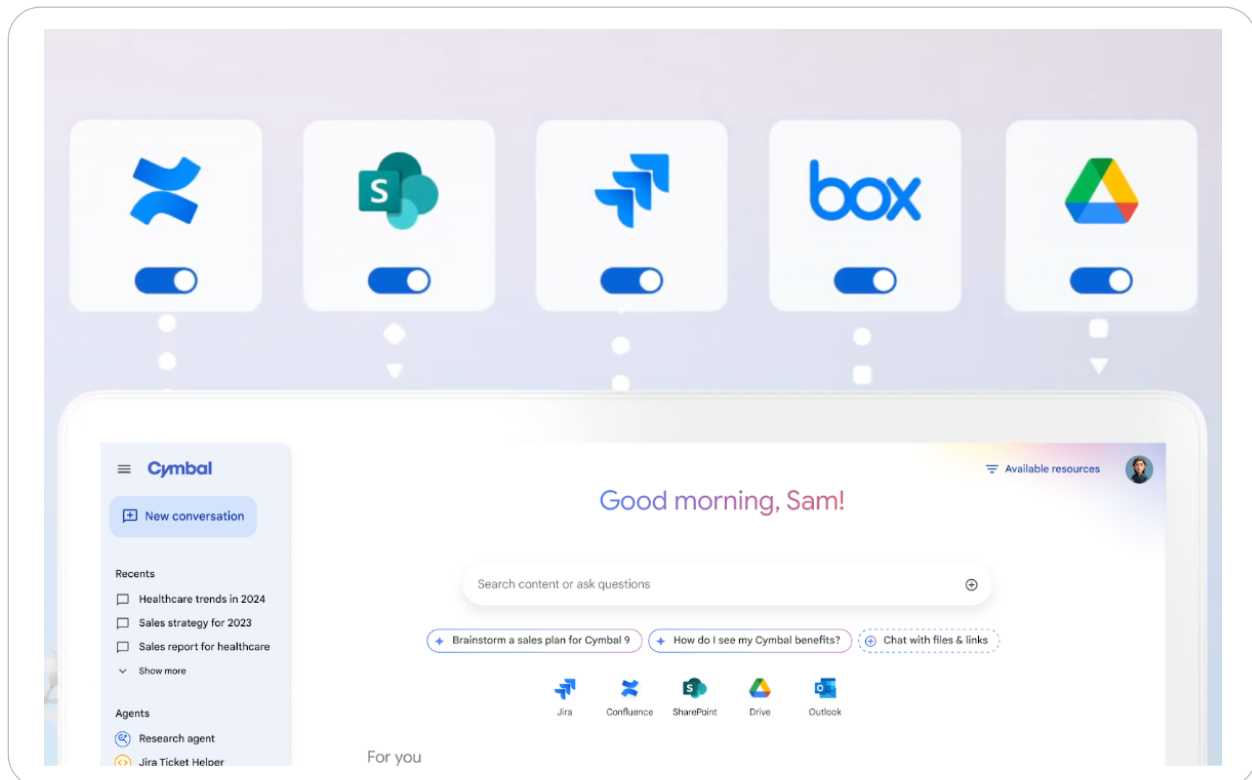 S
box
Cymbal
Available resources
Good morning, Sam!
New conversation
Search content or ask questions
Recents
Healthcare trends in 2024
Sales strategy for 2023
Sales report for healthcare
Show more
Brainstorm a sales plan for Cymbal 9
How do I see my Cymbal benefits?
Chat with files & links
S
O
Jira
Confluence
SharePoint
Drive
Outlook
Agents
Research agent
Jira Ticket Helper
For you